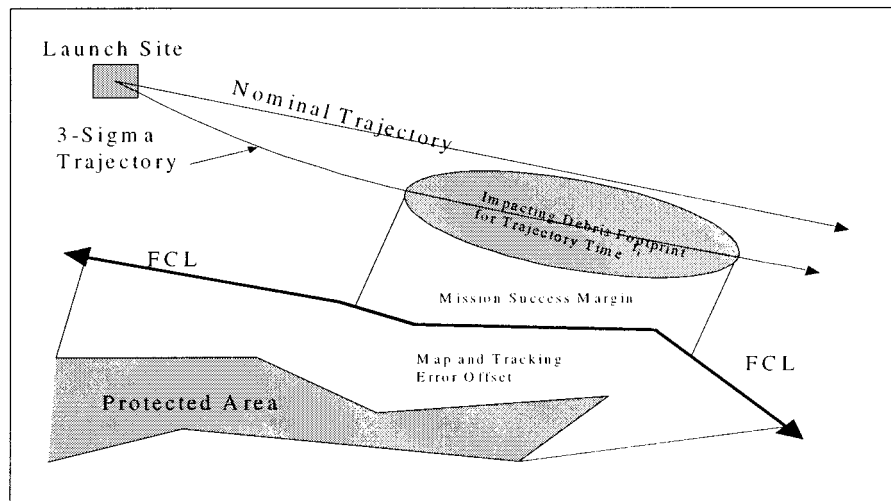 Launch Site
Nominal Trajectory
3-Sigma
Trajectory
Impacting Debris Footprint
for Trajectory Time tᵢ
FCL
Mission Success Margin
Map and Tracking
Error Offset
FCL
Protected Area